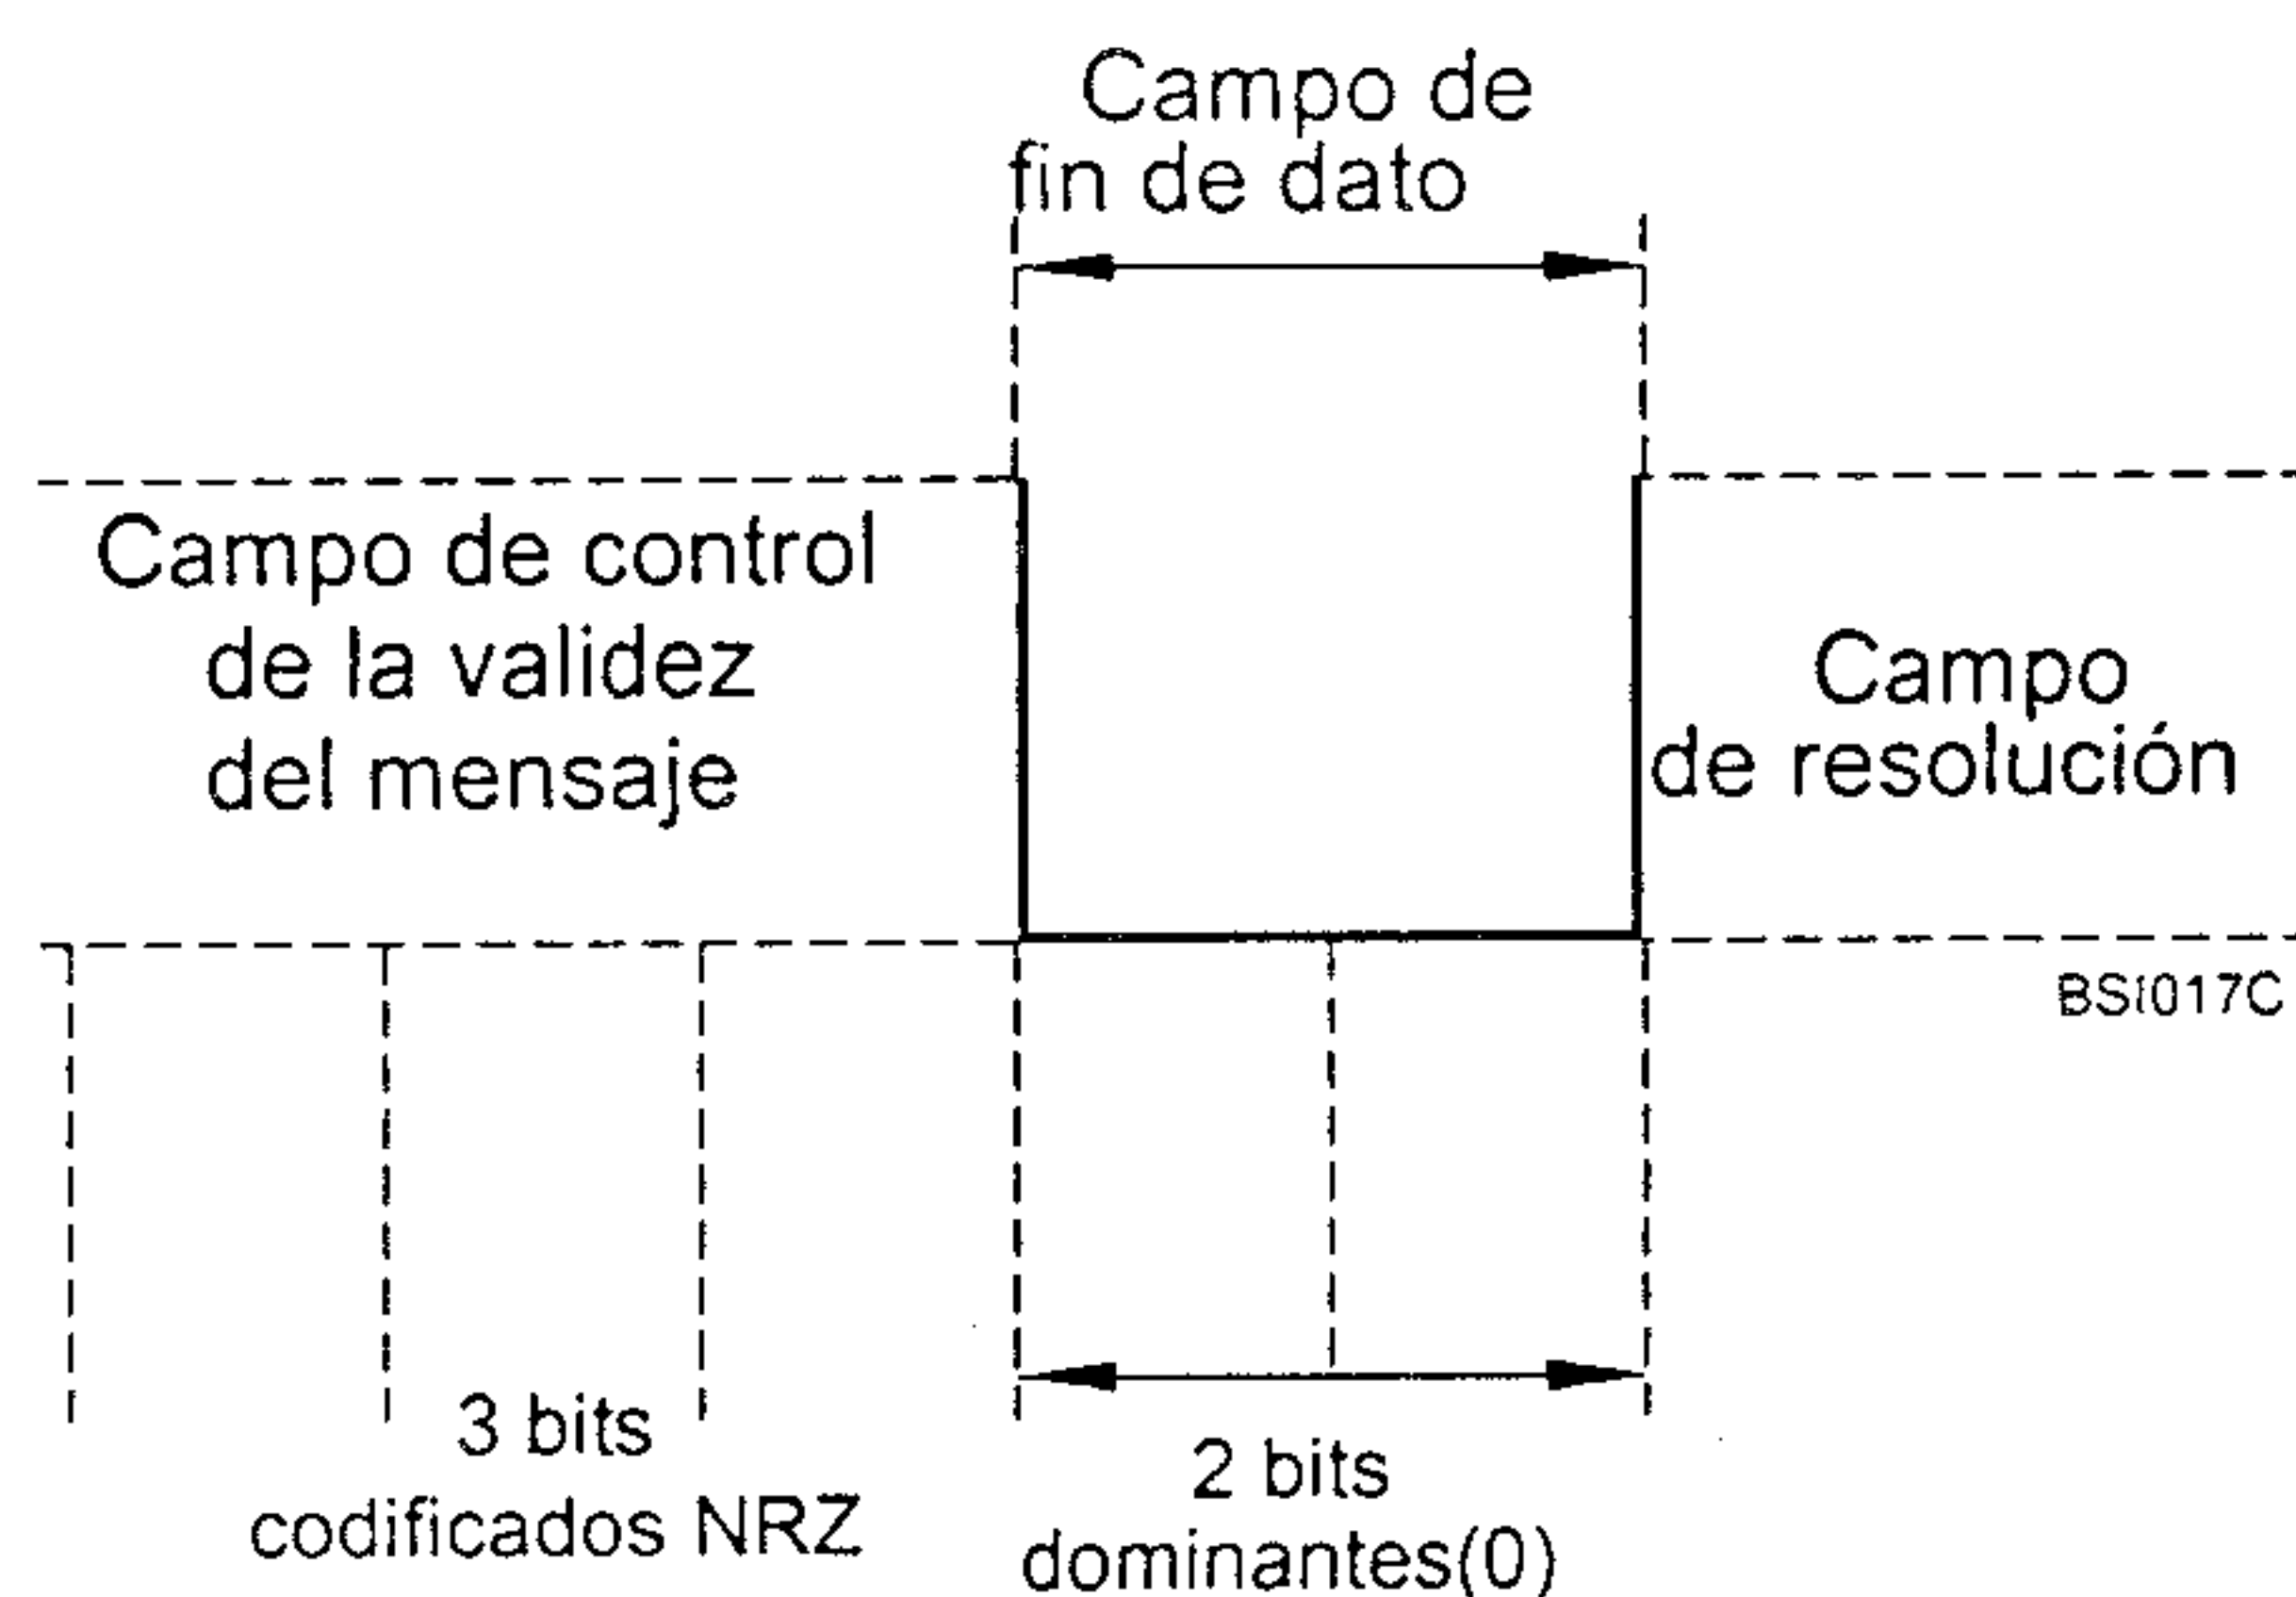 Campo de
fin de dato
Campo de control
de la validez
del mensaje
Campo
de resolución
BSI017C
3 bits
codificados NRZ
2 bits
dominantes(0)